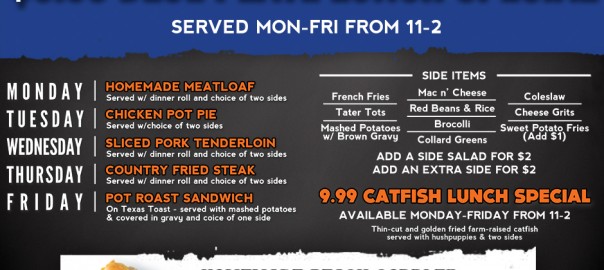 SERVED MON-FRI FROM 11-2
MONDAY
HOMEMADE MEATLOAF
Served w/ dinner roll and choice of two sides
TUESDAY
CHICKEN POT PIE
Served w/choice of two sides
WEDNESDAY
SLICED PORK TENDERLOIN
Served w/ dinner roll and choice of two sides
THURSDAY
COUNTRY FRIED STEAK
Served w/ dinner roll and choice of two sides
FRIDAY
POT ROAST SANDWICH
On Texas Toast - served with mashed potatoes
& covered in gravy and coice of one side
SIDE ITEMS
French Fries
Tater Tots
Mashed Potatoes
w/ Brown Gravy
Mac n' Cheese
Red Beans & Rice
Brocolli
Collard Greens
Coleslaw
Cheese Grits
Sweet Potato Fries
(Add $1)
ADD A SIDE SALAD FOR $2
ADD AN EXTRA SIDE FOR $2
9.99 CATFISH LUNCH SPECIAL
AVAILABLE MONDAY-FRIDAY FROM 11-2
Thin-cut and golden fried farm-raised catfish
served with hushpuppies & two sides